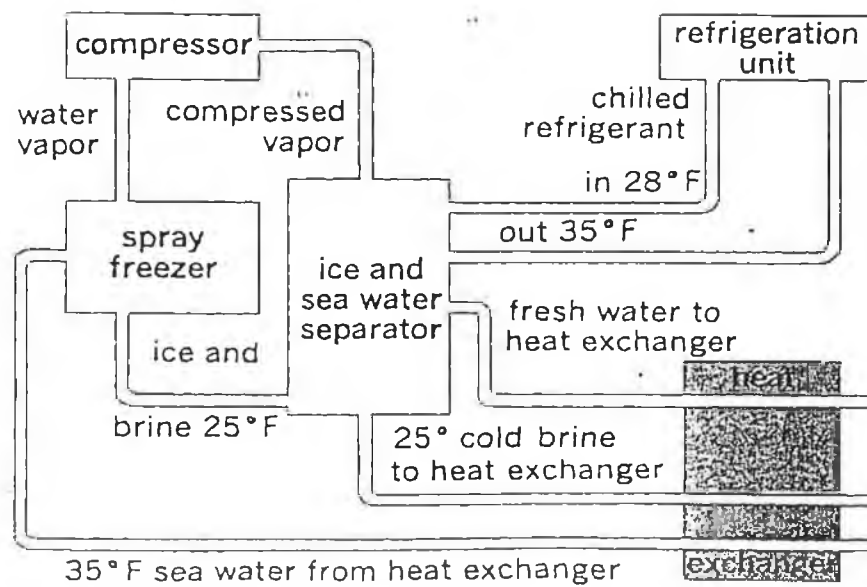 compressor
refrigeration
unit
water
vapor
compressed
vapor
chilled
refrigerant
in 28°F
out 35°F
spray
freezer
ice and
sea water
separator
fresh water to
heat exchanger
ice and
brine 25°F
heat
25° cold brine
to heat exchanger
exchanger
35°F sea water from heat exchanger